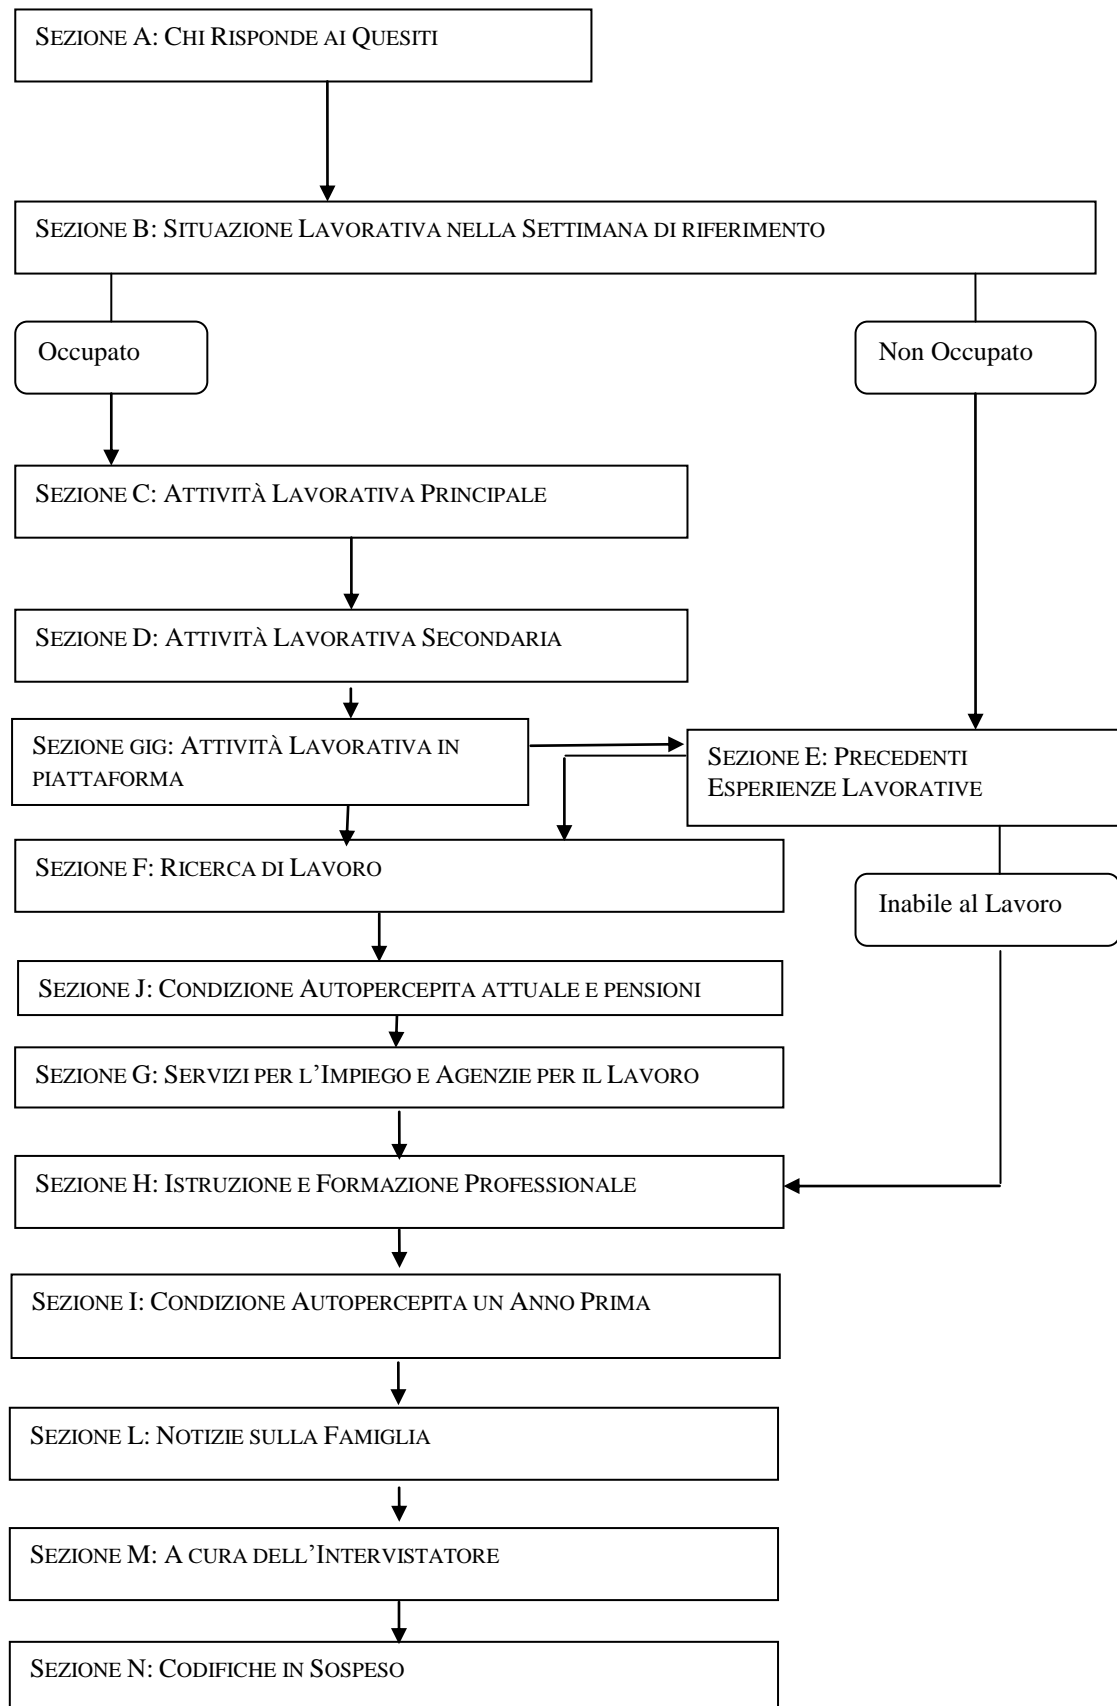 SEZIONE A: CHI RISPONDE AI QUESITI
SEZIONE B: SITUAZIONE LAVORATIVA NELLA SETTIMANA DI RIFERIMENTO
Occupato
Non Occupato
SEZIONE C: ATTIVITÀ LAVORATIVA PRINCIPALE
SEZIONE D: ATTIVITÀ LAVORATIVA SECONDARIA
SEZIONE GIG: ATTIVITÀ LAVORATIVA IN
PIATTAFORMA
SEZIONE E: PRECEDENTI
ESPERIENZE LAVORATIVE
SEZIONE F: RICERCA DI LAVORO
Inabile al Lavoro
SEZIONE J: CONDIZIONE AUTOPERCEPITA ATTUALE E PENSIONI
SEZIONE G: SERVIZI PER L’IMPIEGO E AGENZIE PER IL LAVORO
SEZIONE H: ISTRUZIONE E FORMAZIONE PROFESSIONALE
SEZIONE I: CONDIZIONE AUTOPERCEPITA UN ANNO PRIMA
SEZIONE L: NOTIZIE SULLA FAMIGLIA
SEZIONE M: A CURA DELL’INTERVISTATORE
SEZIONE N: CODIFICHE IN SOSPESO